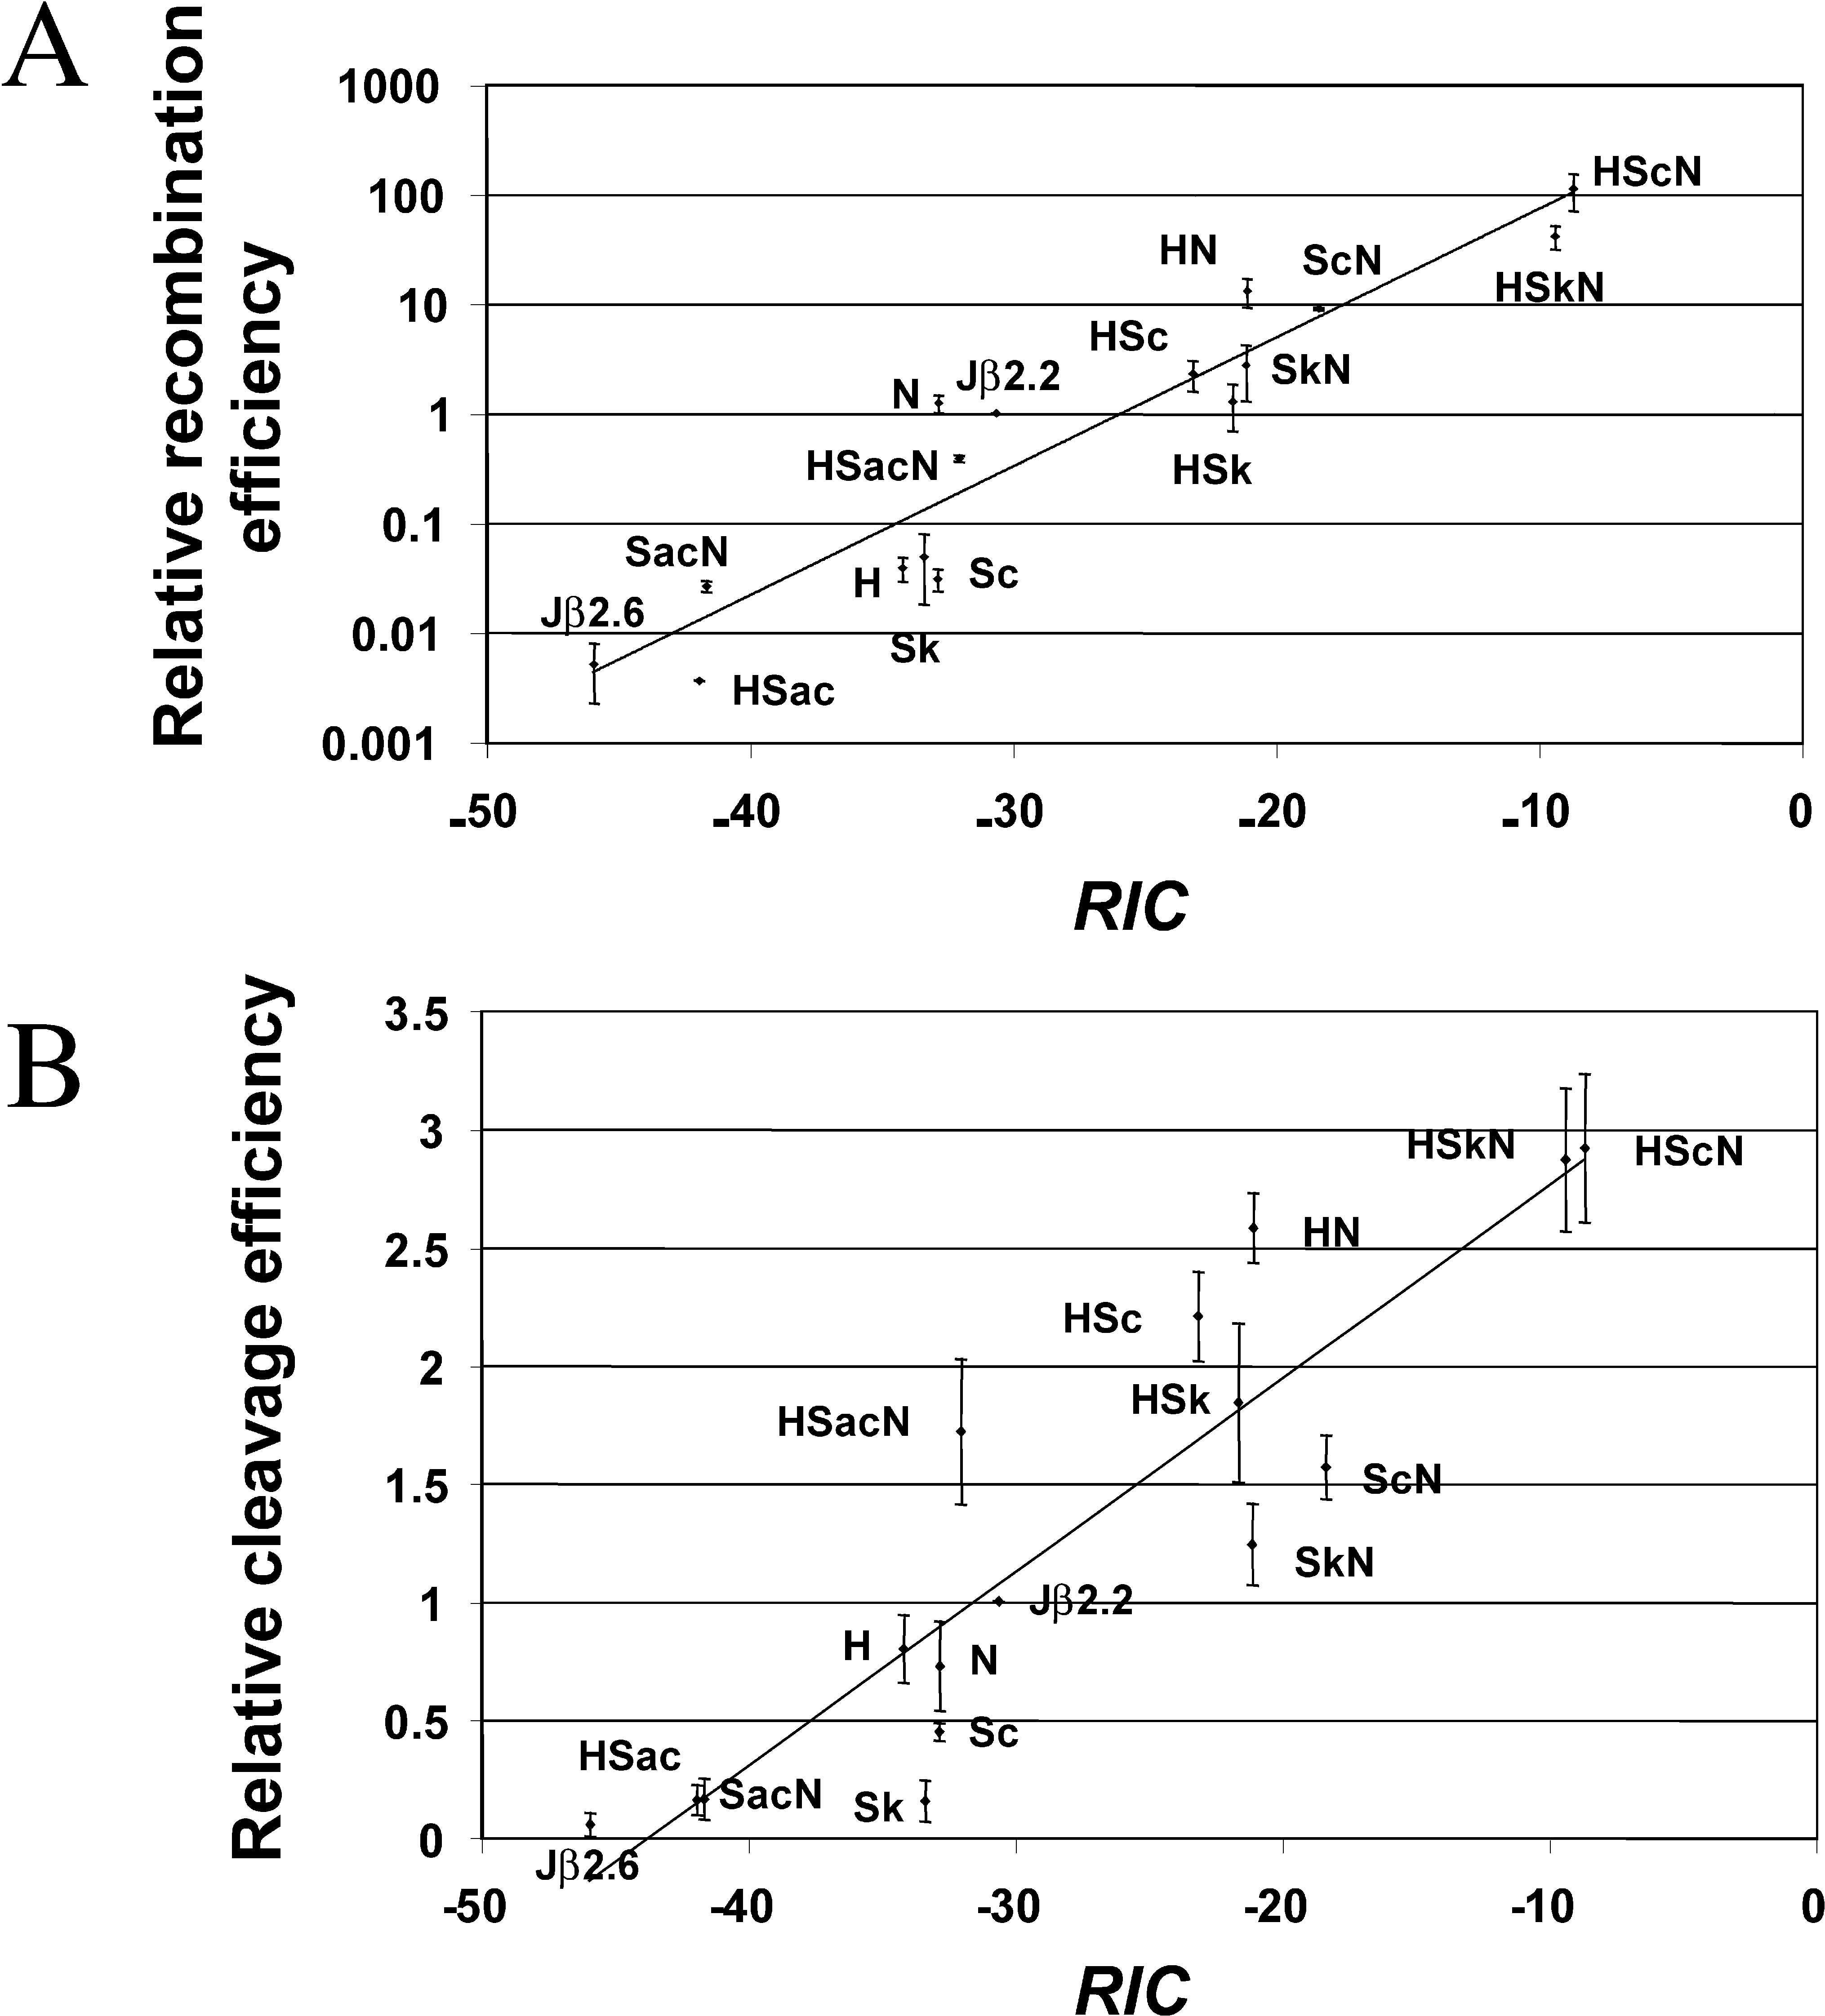 A
Relative recombination
efficiency
1000
100
10
1
0.1
0.01
0.001
HScN
HN
ScN
HSkN
HSc
Jβ2.2
SkN
N
HSacN
HSk
SacN
H
Sc
Jβ2.6
Sk
HSac
-50
-40
-30
-20
-10
0
RIC
B
Relative cleavage efficiency
3.5
3
2.5
2
1.5
1
0.5
0
HSkN
HScN
HN
HSc
HSk
HSacN
ScN
SkN
Jβ2.2
H
N
Sc
HSac
SacN
Sk
Jβ2.6
-50
-40
-30
-20
-10
0
RIC